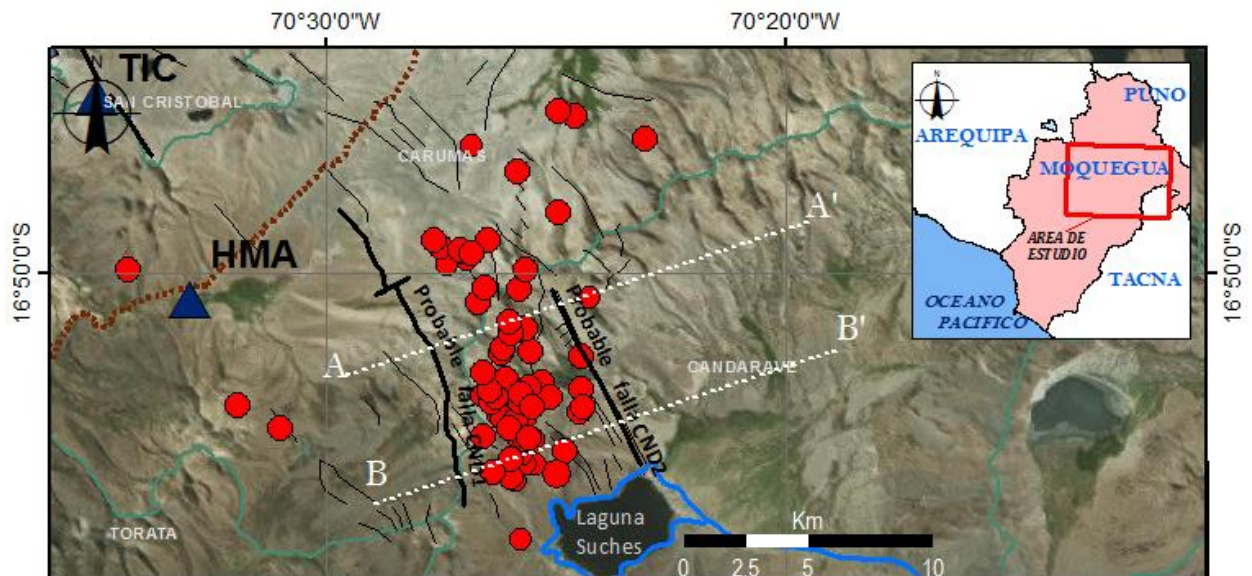 70°30'0"W
70°20'0"W
N
TIC
SAN CRISTOBAL
CARUMAS
A'
HMA
16°50'0"S
16°50'0"S
Probable falla CND1
Probable falla CND2
B'
A
CANDARAVE
B
TORATA
Laguna
Suches
Km
0 2.5 5 10
N
PUNO
AREQUIPA
MOQUEGUA
AREA DE
ESTUDIO
TACNA
OCEANO
PACIFICO